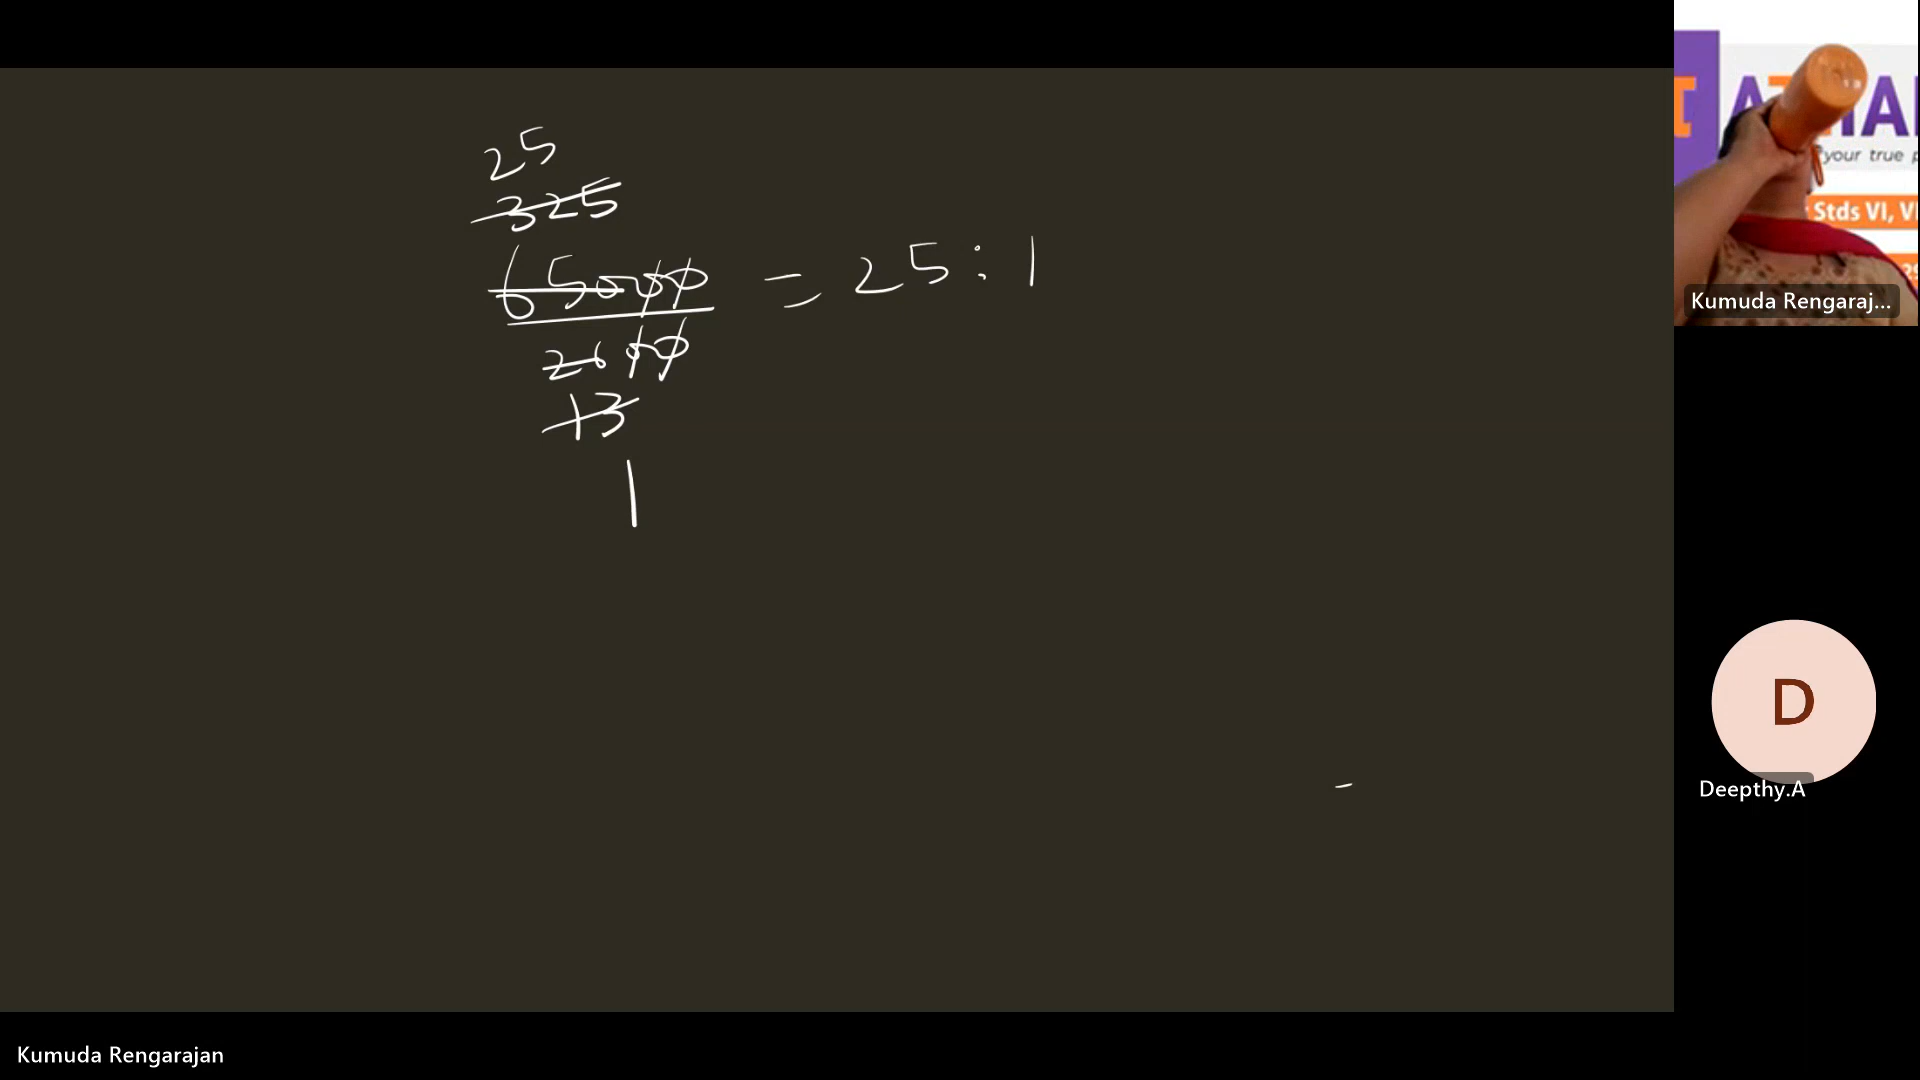 25
325
65000 = 25 : 1
2600
13
1
your true p
Stds VI, VI
Kumuda Rengaraj...
D
Deepthy.A
Kumuda Rengarajan